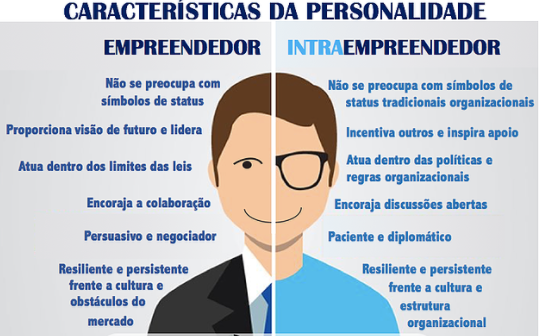 CARACTERÍSTICAS DA PERSONALIDADE
EMPREENDEDOR
Não se preocupa com
símbolos de status
Proporciona visão de futuro e lidera
Atua dentro dos limites das leis
Encoraja a colaboração
Persuasivo e negociador
Resiliente e persistente
frente a cultura e
obstáculos do
mercado
INTRAEMPREENDEDOR
Não se preocupa com símbolos de
status tradicionais organizacionais
Incentiva outros e inspira apoio
Atua dentro das políticas e
regras organizacionais
Encoraja discussões abertas
Paciente e diplomático
Resiliente e persistente
frente a cultura e
estrutura
organizacional